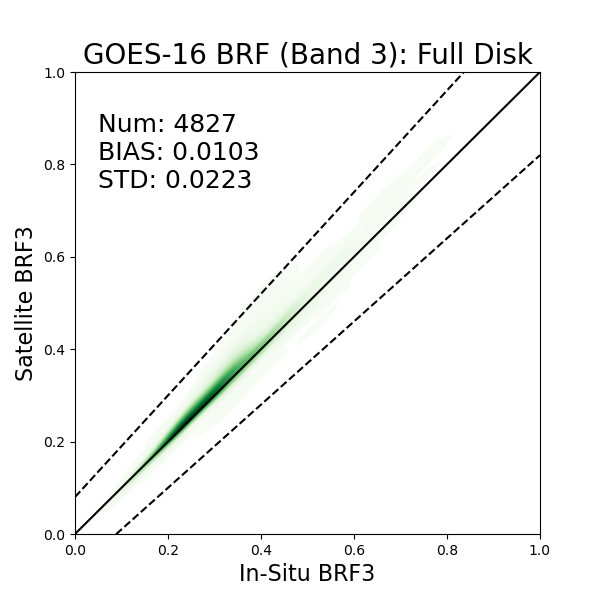 GOES-16 BRF (Band 3): Full Disk
1.0
Num: 4827
BIAS: 0.0103
STD: 0.0223
0.8
0.6
0.4
0.2
0.0
Satellite BRF3
0.0 0.2 0.4 0.6 0.8 1.0
In-Situ BRF3